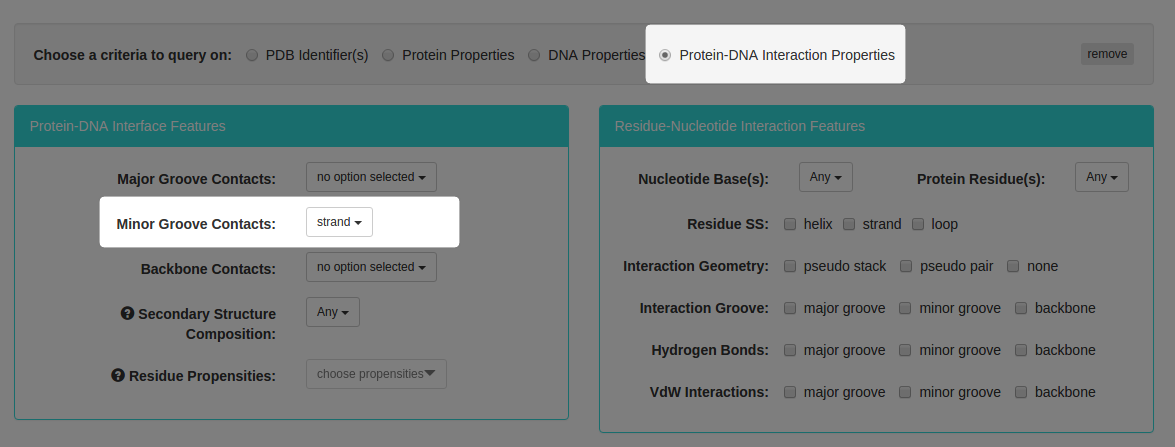 Choose a criteria to query on: PDB Identifier(s) Protein Properties DNA Properties Protein-DNA Interaction Properties remove
Protein-DNA Interface Features
Major Groove Contacts: no option selected
Minor Groove Contacts: strand
Backbone Contacts: no option selected
Secondary Structure Any
Composition:
Residue Propensities: choose propensities
Residue-Nucleotide Interaction Features
Nucleotide Base(s): Any Protein Residue(s): Any
Residue SS: helix strand loop
Interaction Geometry: pseudo stack pseudo pair none
Interaction Groove: major groove minor groove backbone
Hydrogen Bonds: major groove minor groove backbone
VdW Interactions: major groove minor groove backbone